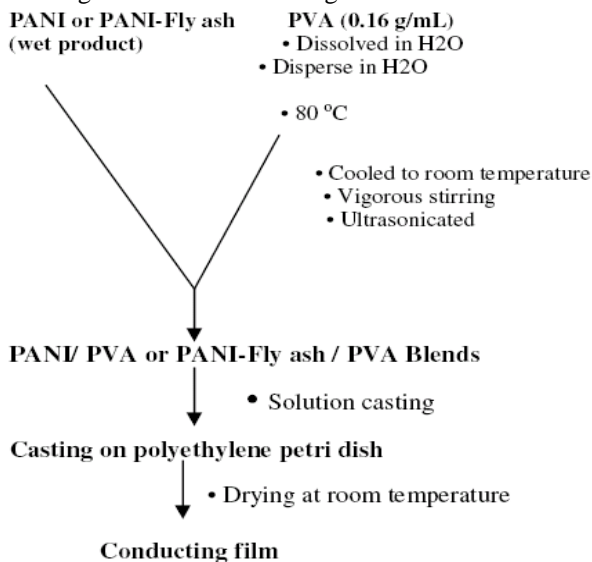 PANI or PANI-Fly ash
(wet product)
PVA (0.16 g/mL)
• Dissolved in H2O
• Disperse in H2O
• 80 ºC
• Cooled to room temperature
• Vigorous stirring
• Ultrasonicated
PANI/ PVA or PANI-Fly ash / PVA Blends
• Solution casting
Casting on polyethylene petri dish
• Drying at room temperature
Conducting film